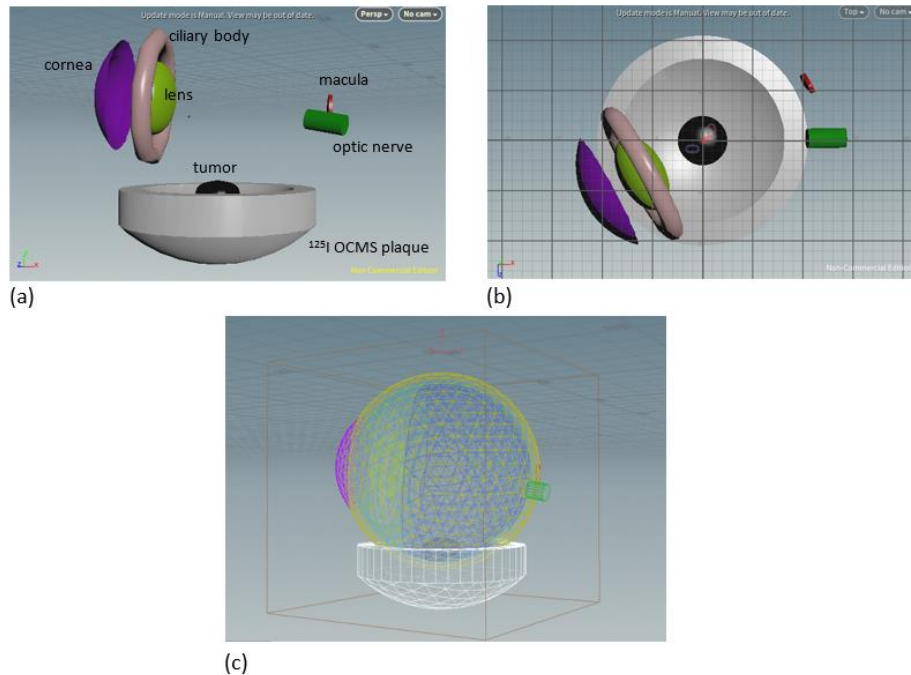 Update mode is Manual. View may be out of date.
Persp
No cam
ciliary body
cornea
lens
macula
optic nerve
tumor
125I OCMS plaque
Non-Commercial Edition
(a)
Update mode is Manual. View may be out of date.
Top
No cam
Non-Commercial Edition
(b)
(c)